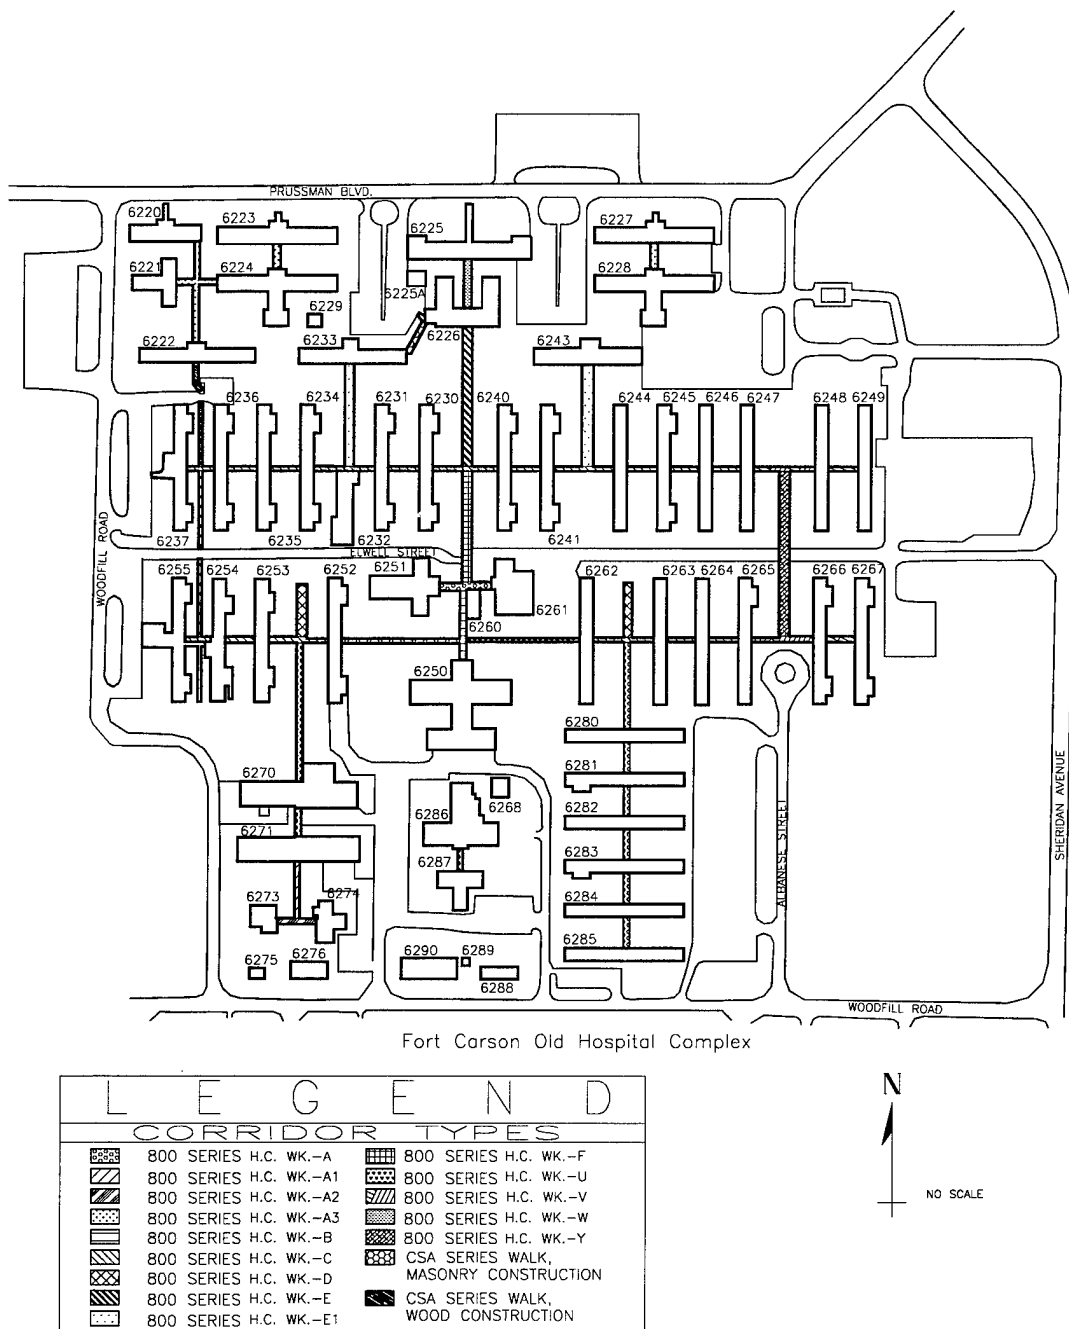 PRUSSMAN BLVD.
6220
6223
6225
6227
6221
6224
6225A
6228
6229
6226
6222
6233
6243
6236
6234
6231
6230
6240
6244
6245
6246
6247
6248
6249
WOODFILL ROAD
6237
6235
6232
6241
ELWELL STREET
6255
6254
6253
6252
6251
6260
6261
6262
6263
6264
6265
6266
6267
6250
6280
SHERIDAN AVENUE
6270
6281
6268
6286
6282
ALBANESE STREET
6271
6287
6283
6273
6274
6284
6285
6275
6276
6290
6289
6288
WOODFILL ROAD
Fort Carson Old Hospital Complex
LEGEND
CORRIDOR TYPES
800 SERIES H.C. WK.-A
800 SERIES H.C. WK.-A1
800 SERIES H.C. WK.-A2
800 SERIES H.C. WK.-A3
800 SERIES H.C. WK.-B
800 SERIES H.C. WK.-C
800 SERIES H.C. WK.-D
800 SERIES H.C. WK.-E
800 SERIES H.C. WK.-E1
800 SERIES H.C. WK.-F
800 SERIES H.C. WK.-U
800 SERIES H.C. WK.-V
800 SERIES H.C. WK.-W
800 SERIES H.C. WK.-Y
CSA SERIES WALK,
MASONRY CONSTRUCTION
CSA SERIES WALK,
WOOD CONSTRUCTION
N
NO SCALE